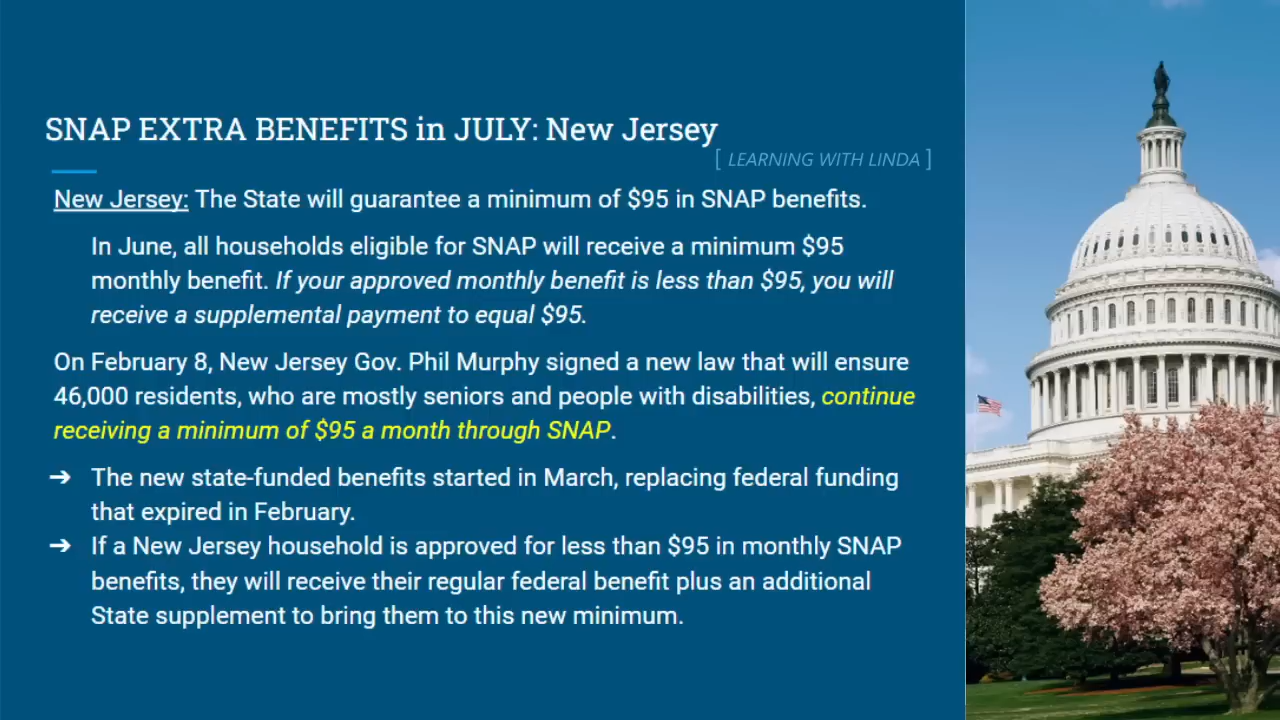 SNAP EXTRA BENEFITS in JULY: New Jersey
[ LEARNING WITH LINDA ]
New Jersey: The State will guarantee a minimum of $95 in SNAP benefits.
In June, all households eligible for SNAP will receive a minimum $95
monthly benefit. If your approved monthly benefit is less than $95, you will
receive a supplemental payment to equal $95.
On February 8, New Jersey Gov. Phil Murphy signed a new law that will ensure
46,000 residents, who are mostly seniors and people with disabilities, continue
receiving a minimum of $95 a month through SNAP.
➔ The new state-funded benefits started in March, replacing federal funding
that expired in February.
➔ If a New Jersey household is approved for less than $95 in monthly SNAP
benefits, they will receive their regular federal benefit plus an additional
State supplement to bring them to this new minimum.